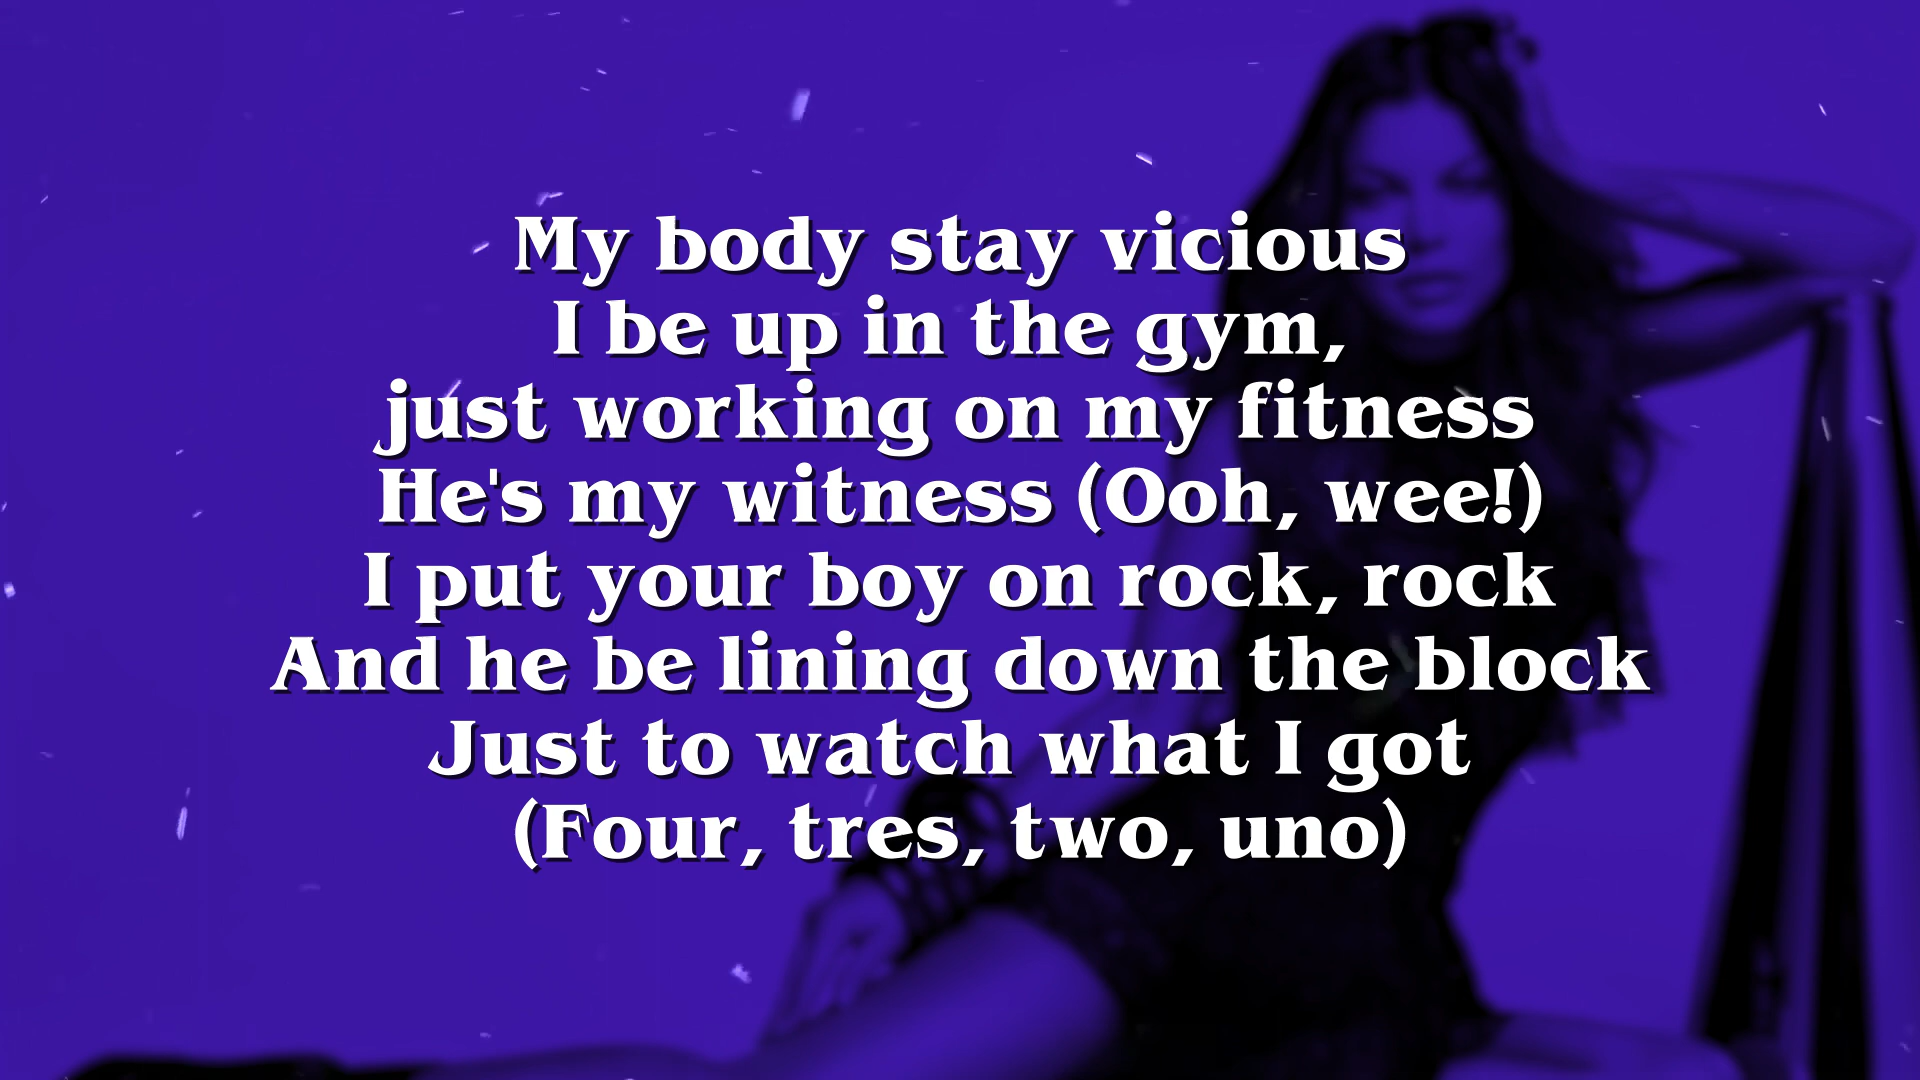 My body stay vicious
I be up in the gym,
just working on my fitness
He's my witness (Ooh, wee!)
I put your boy on rock, rock
And he be lining down the block
Just to watch what I got
(Four, tres, two, uno)